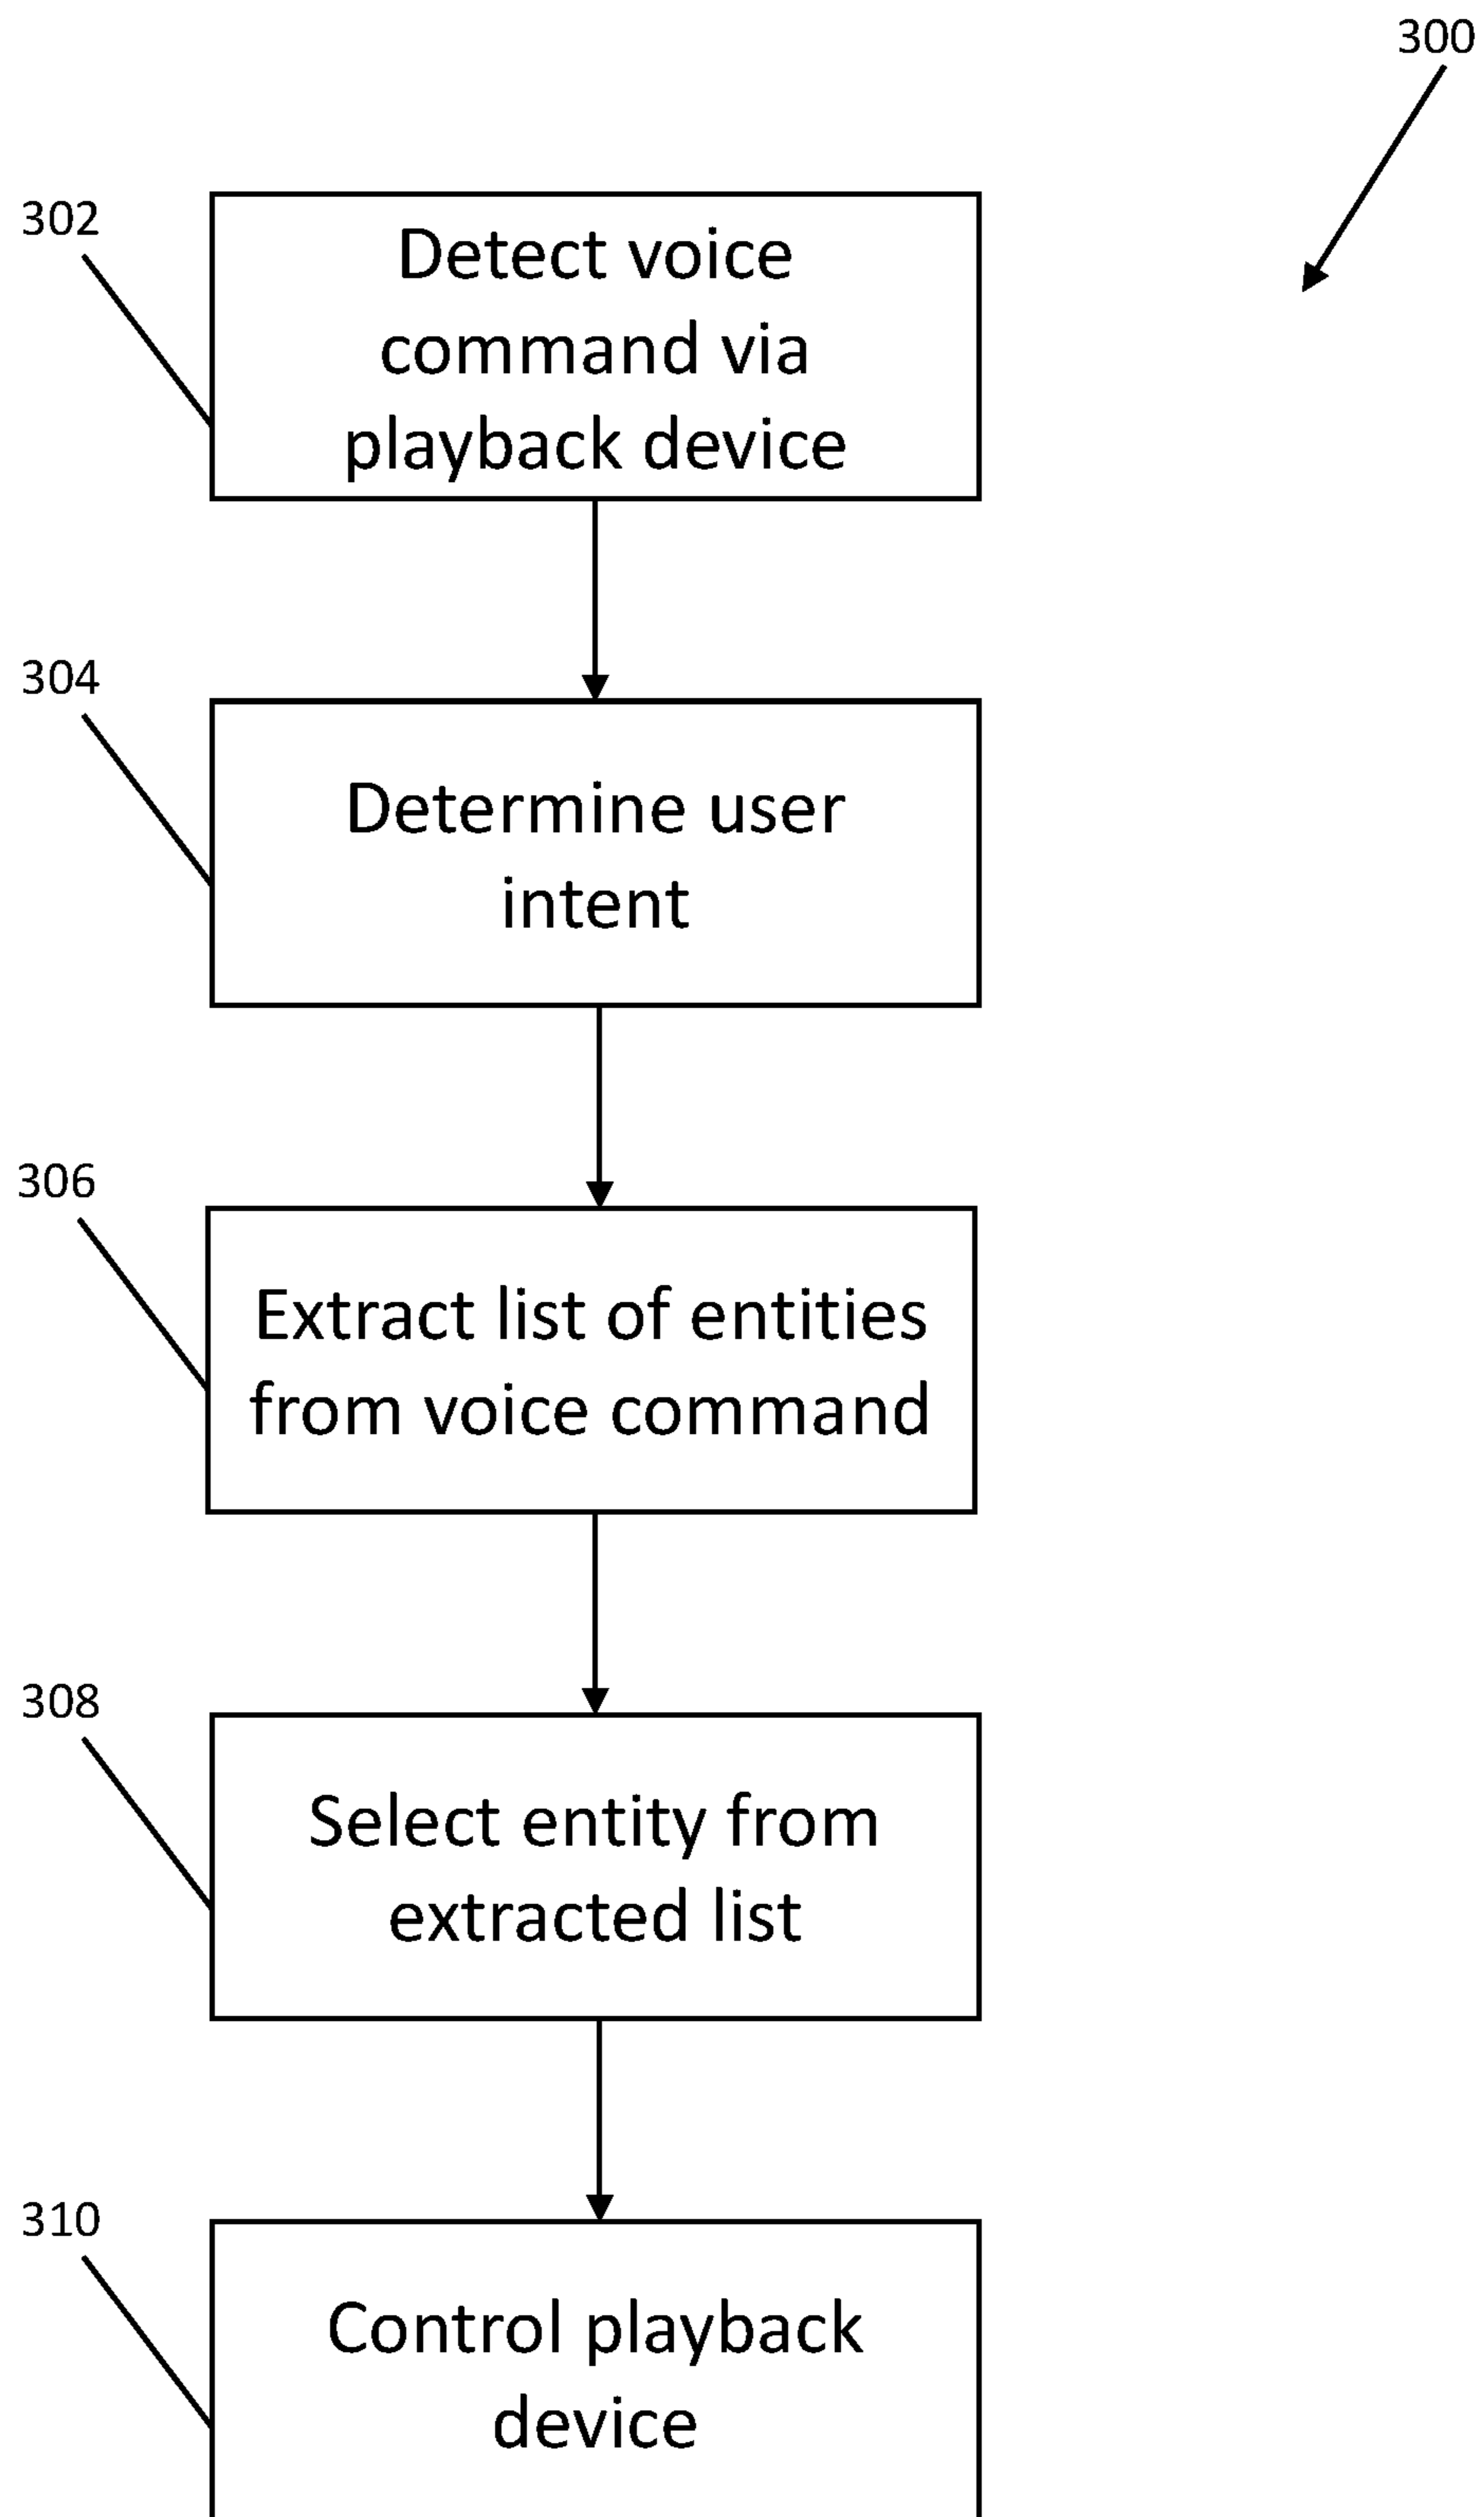 300
302
Detect voice
command via
playback device
304
Determine user
intent
306
Extract list of entities
from voice command
308
Select entity from
extracted list
310
Control playback
device